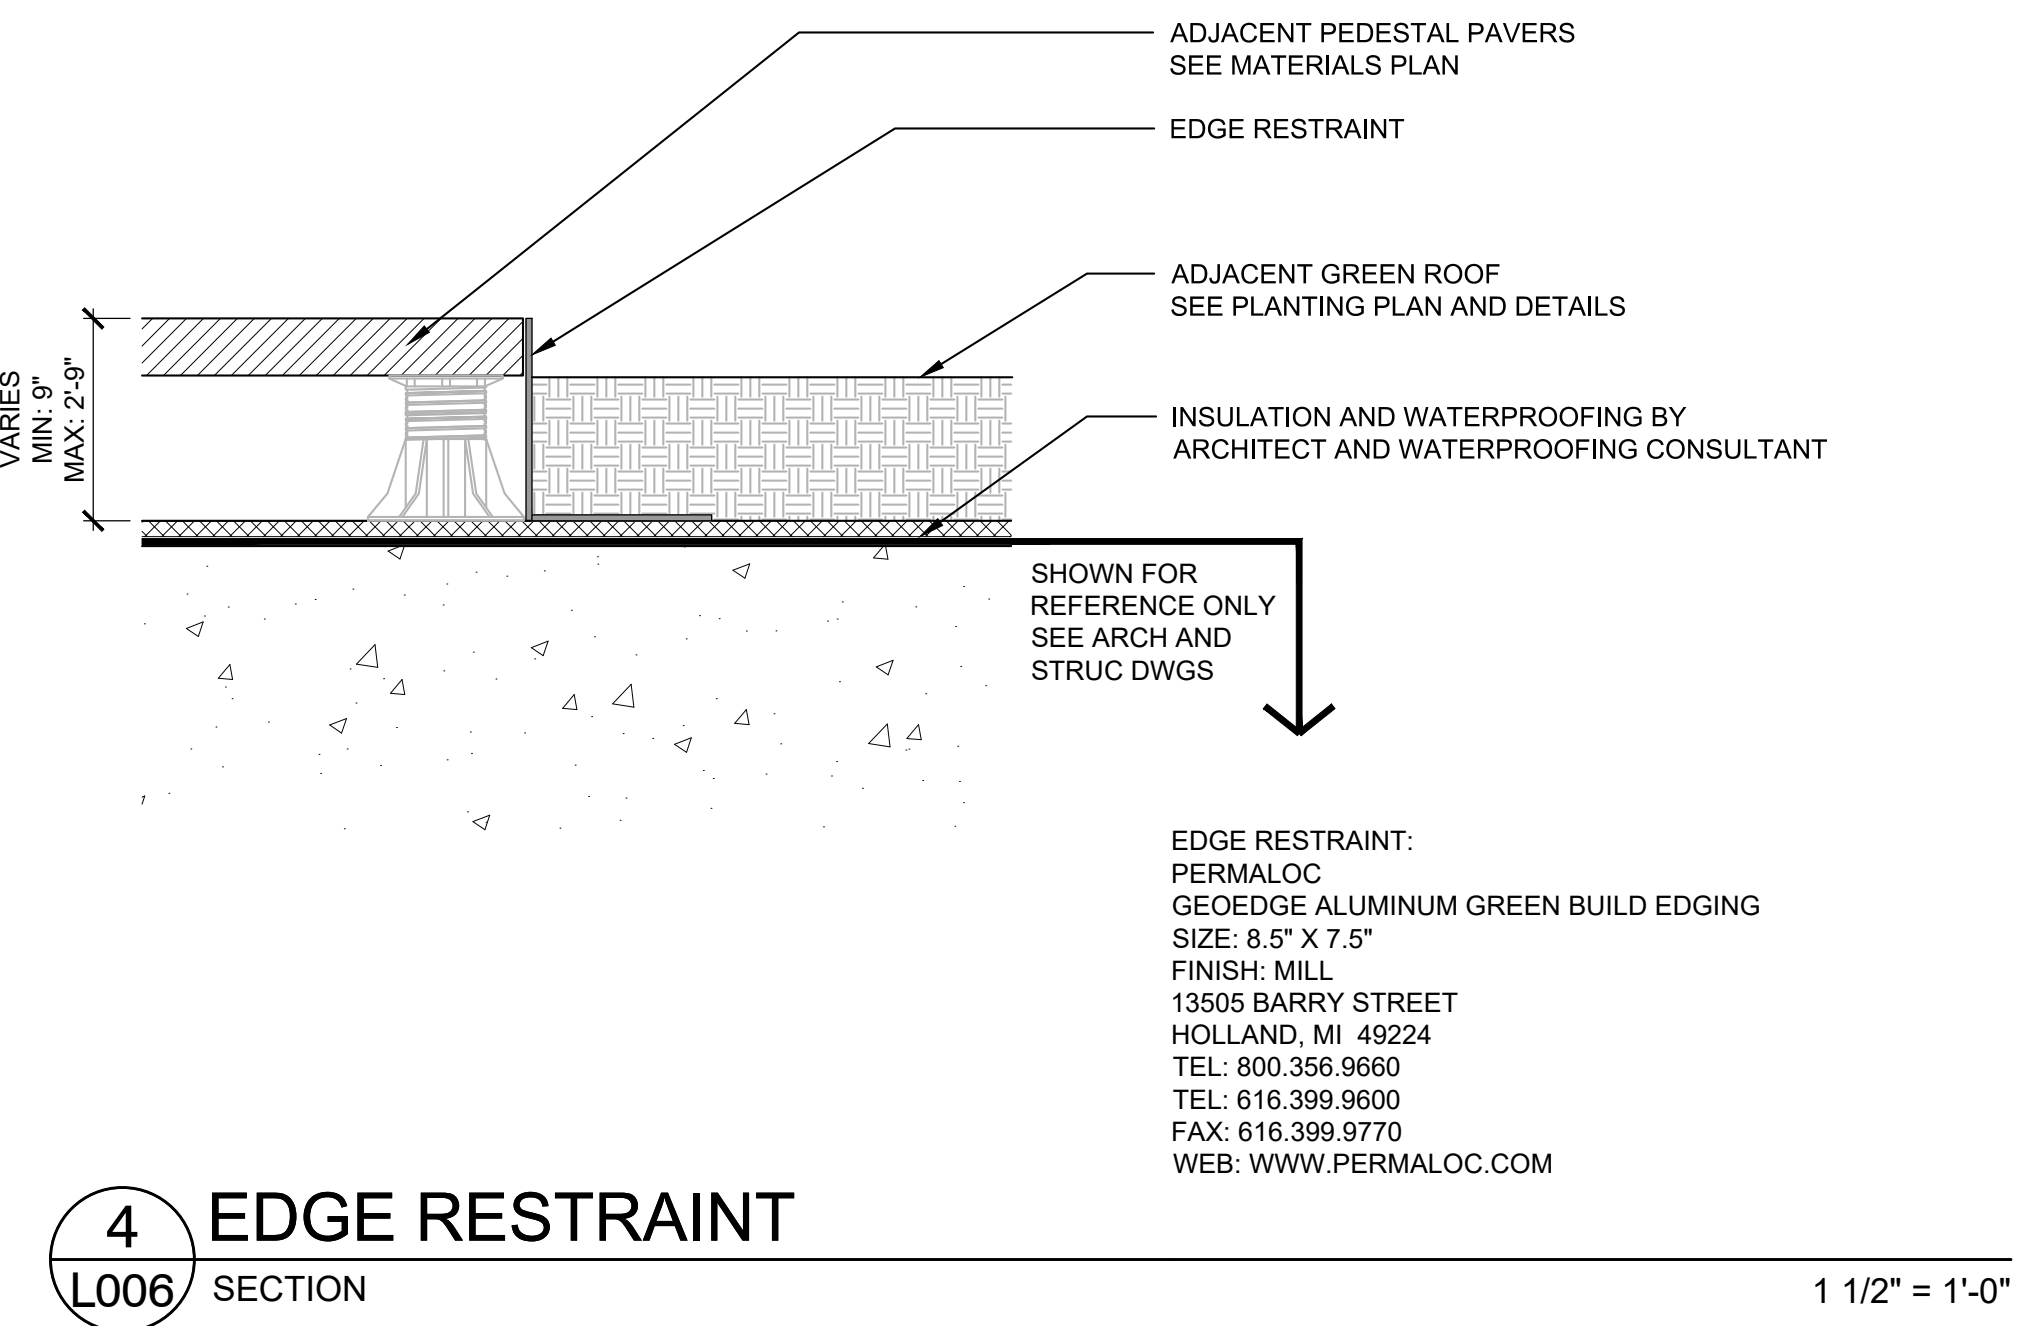 ADJACENT PEDESTAL PAVERS
SEE MATERIALS PLAN
EDGE RESTRAINT
ADJACENT GREEN ROOF
SEE PLANTING PLAN AND DETAILS
INSULATION AND WATERPROOFING BY
ARCHITECT AND WATERPROOFING CONSULTANT
VARIES
MIN: 9"
MAX: 2'-9"
SHOWN FOR
REFERENCE ONLY
SEE ARCH AND
STRUC DWGS
EDGE RESTRAINT:
PERMALOC
GEOEDGE ALUMINUM GREEN BUILD EDGING
SIZE: 8.5" X 7.5"
FINISH: MILL
13505 BARRY STREET
HOLLAND, MI  49224
TEL: 800.356.9660
TEL: 616.399.9600
FAX: 616.399.9770
WEB: WWW.PERMALOC.COM
4
L006
EDGE RESTRAINT
SECTION
1 1/2" = 1'-0"